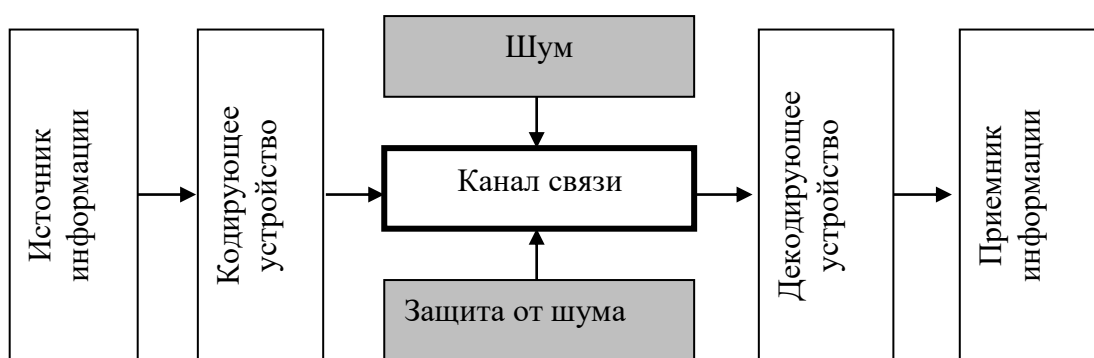 Источник
информации
Кодирующее
устройство
Шум
Канал связи
Защита от шума
Декодирующее
устройство
Приемник
информации